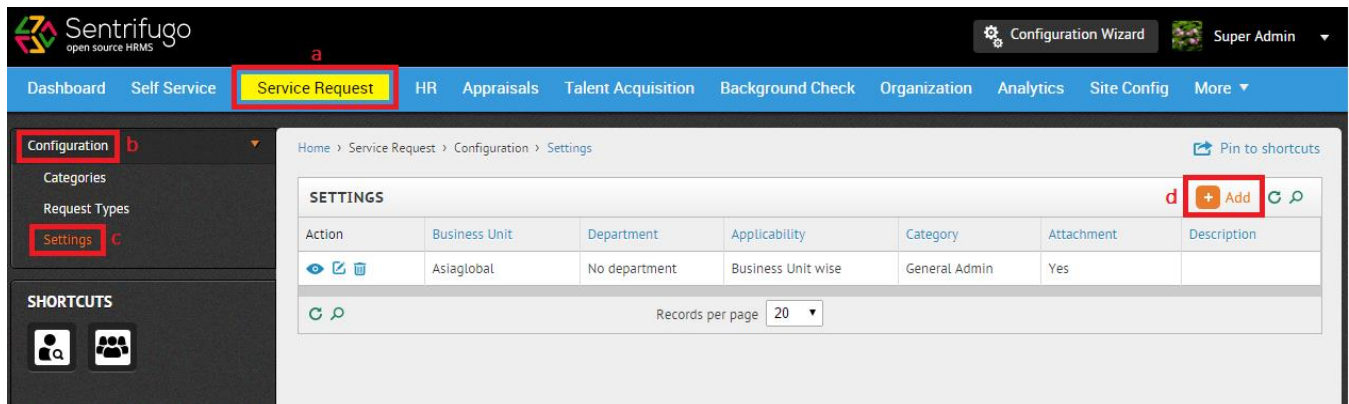 Sentrifugo
open source HRMS
Configuration Wizard
Super Admin
a
Dashboard Self Service Service Request HR Appraisals Talent Acquisition Background Check Organization Analytics Site Config More
Configuration b
Categories
Request Types
Settings c
SHORTCUTS
Home › Service Request › Configuration › Settings
Pin to shortcuts
SETTINGS
d + Add
Action Business Unit Department Applicability Category Attachment Description
Asiaglobal No department Business Unit wise General Admin Yes
Records per page 20